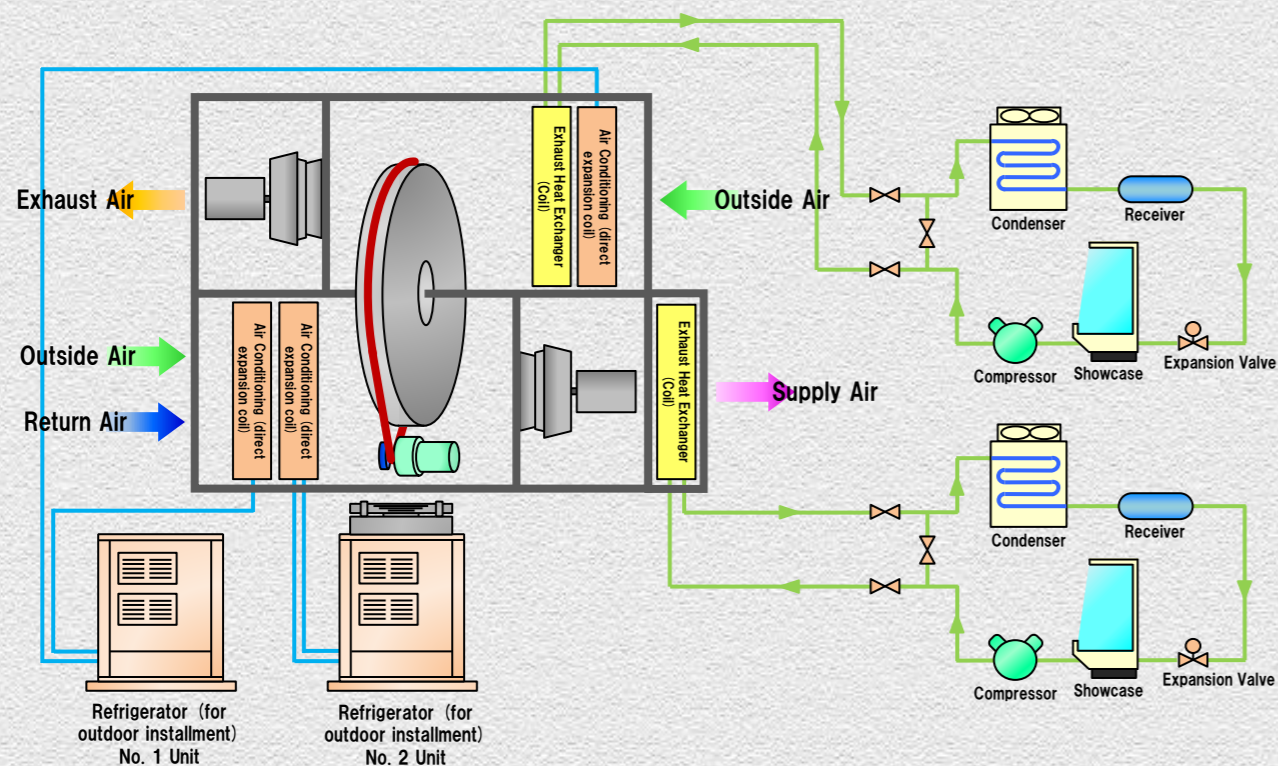 Exhaust Air
Exhaust Heat Exchanger
(Coil)
Air Conditioning (direct
expansion coil)
Outside Air
Condenser
Receiver
Compressor
Showcase
Expansion Valve
Outside Air
Return Air
Air Conditioning (direct
expansion coil)
Air Conditioning (direct
expansion coil)
Exhaust Heat Exchanger
(Coil)
Supply Air
Condenser
Receiver
Compressor
Showcase
Expansion Valve
Refrigerator (for
outdoor installment)
No. 1 Unit
Refrigerator (for
outdoor installment)
No. 2 Unit